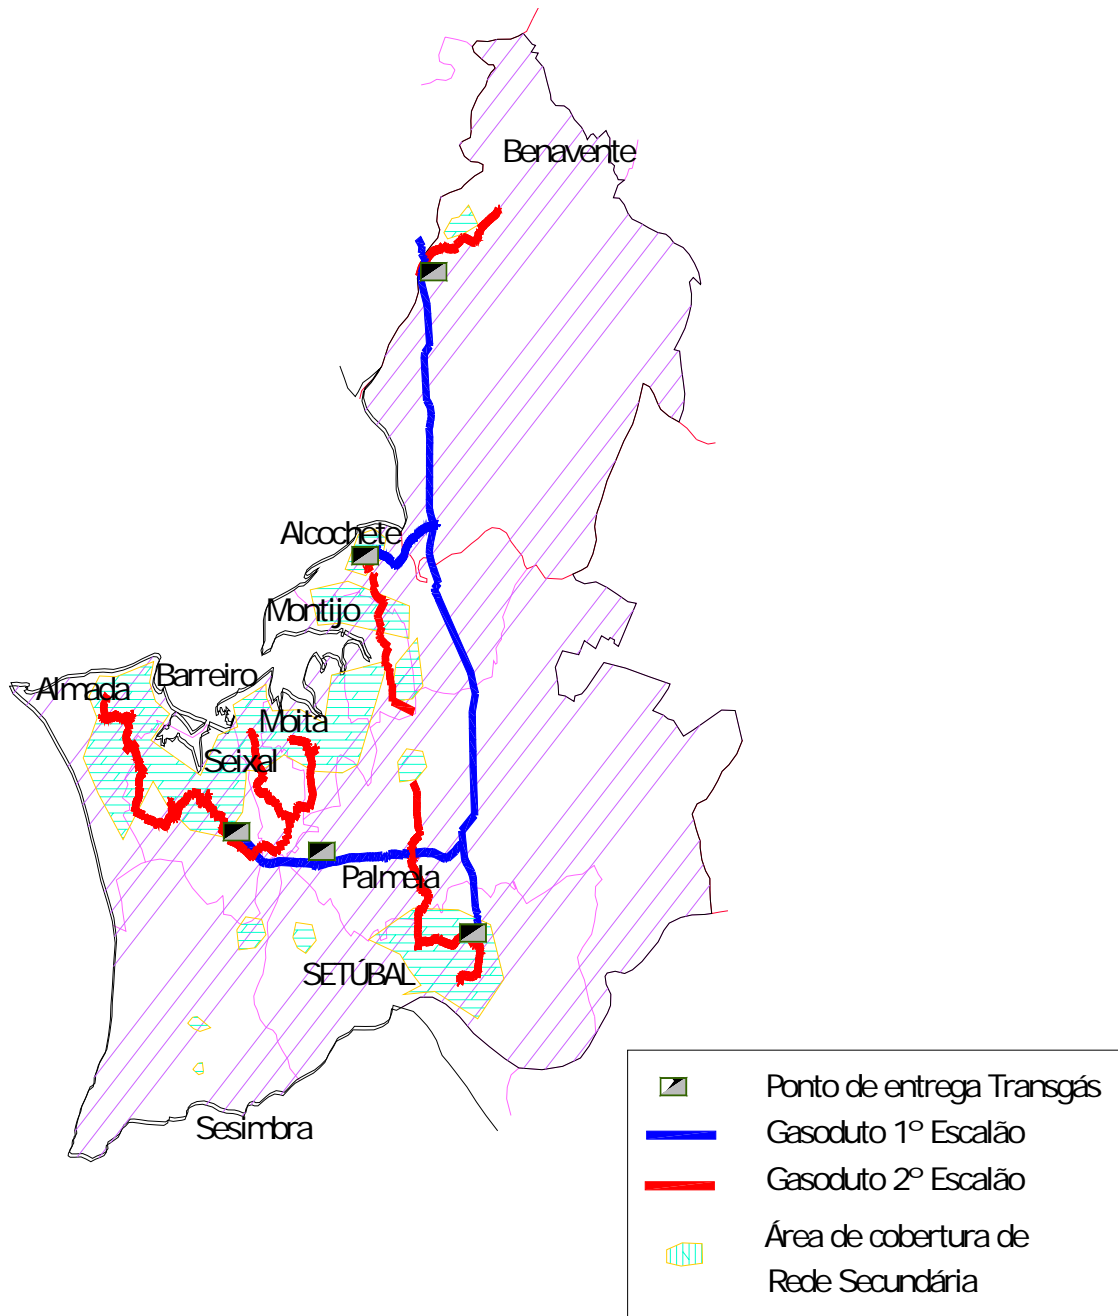 Benavente
Alcochete
Montijo
Barreiro
Almada
Moita
Seixal
Palmela
SETÚBAL
Sesimbra
Ponto de entrega Transgás
Gasoduto 1º Escalão
Gasoduto 2º Escalão
Área de cobertura de
Rede Secundária